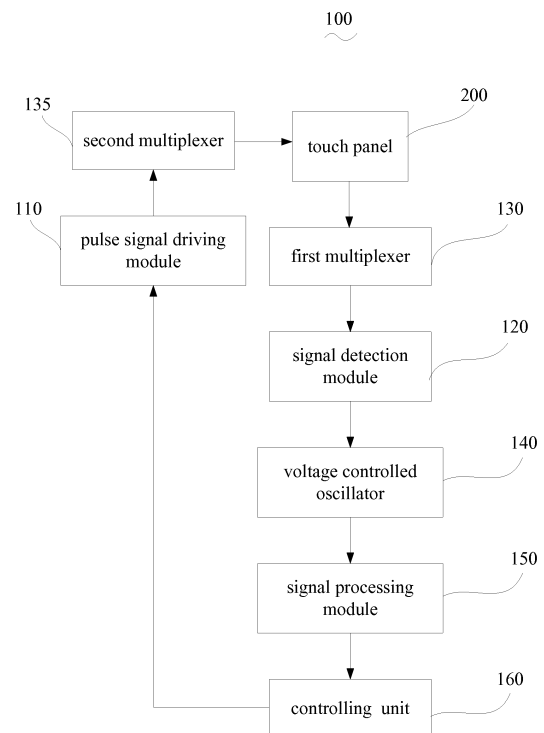 100
135
second multiplexer
200
touch panel
110
pulse signal driving
module
130
first multiplexer
120
signal detection
module
140
voltage controlled
oscillator
150
signal processing
module
160
controlling unit